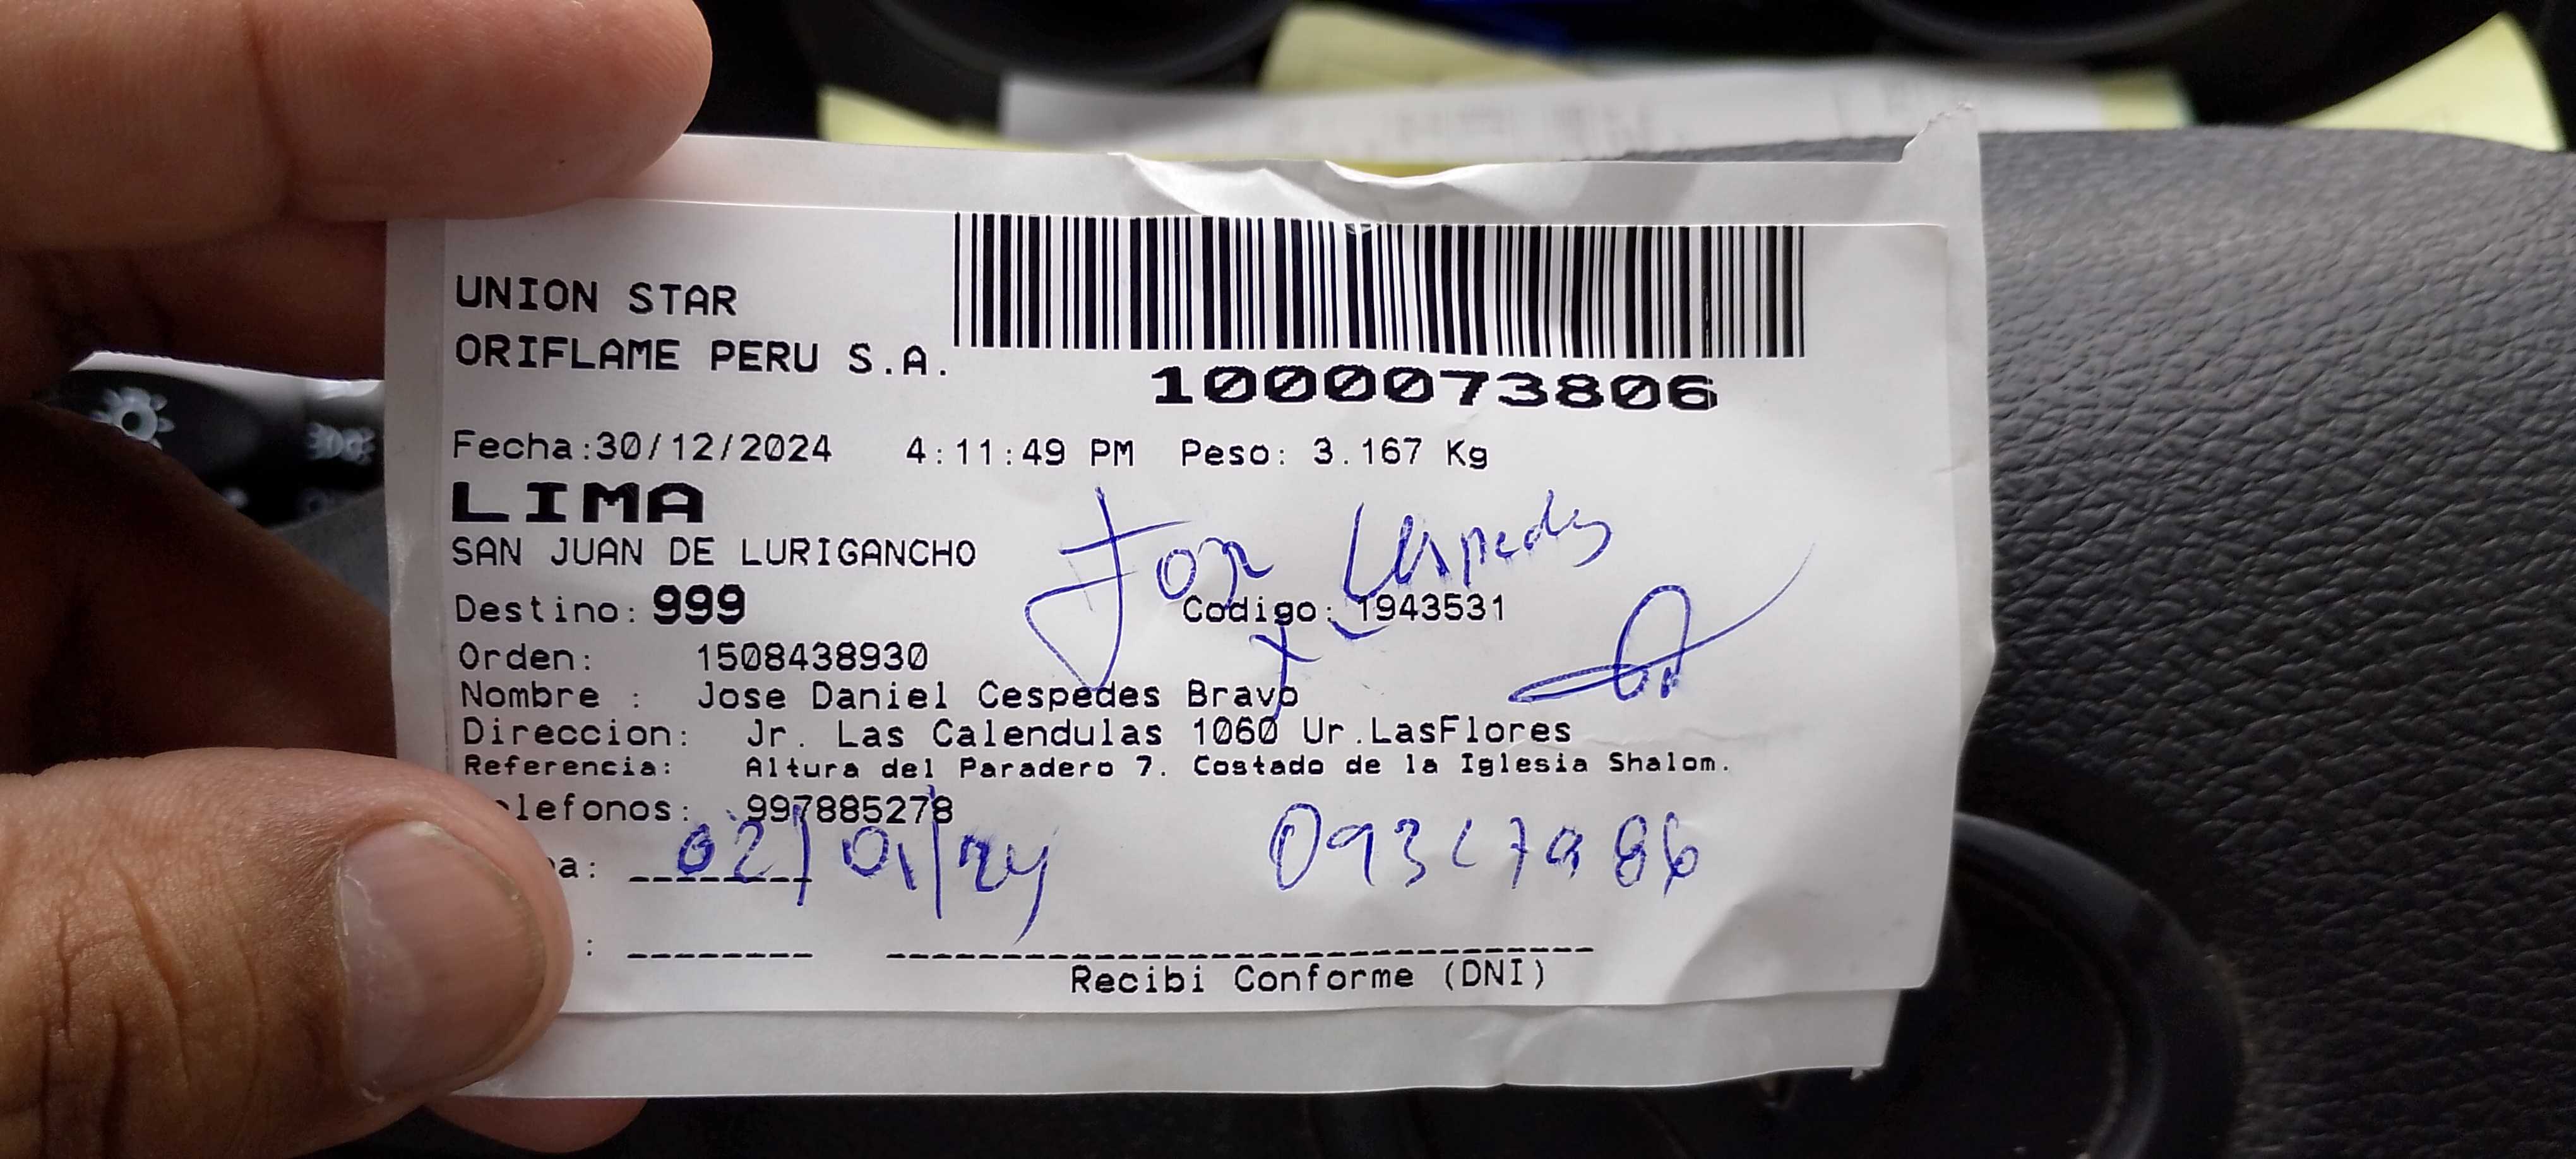 UNION STAR
ORIFLAME PERU S.A.
1000073806
Fecha:30/12/2024 4:11:49 PM Peso: 3.167 Kg
LIMA
SAN JUAN DE LURIGANCHO
Jose Cespedes
Destino: 999 Codigo: 1943531
Orden: 1508438930
Nombre : Jose Daniel Cespedes Bravo
Direccion: Jr. Las Calendulas 1060 Ur.LasFlores
Referencia: Altura del Paradero 7. Costado de la Iglesia Shalom.
lefonos: 997885278
a: 02/01/24
:
Recibi Conforme (DNI)